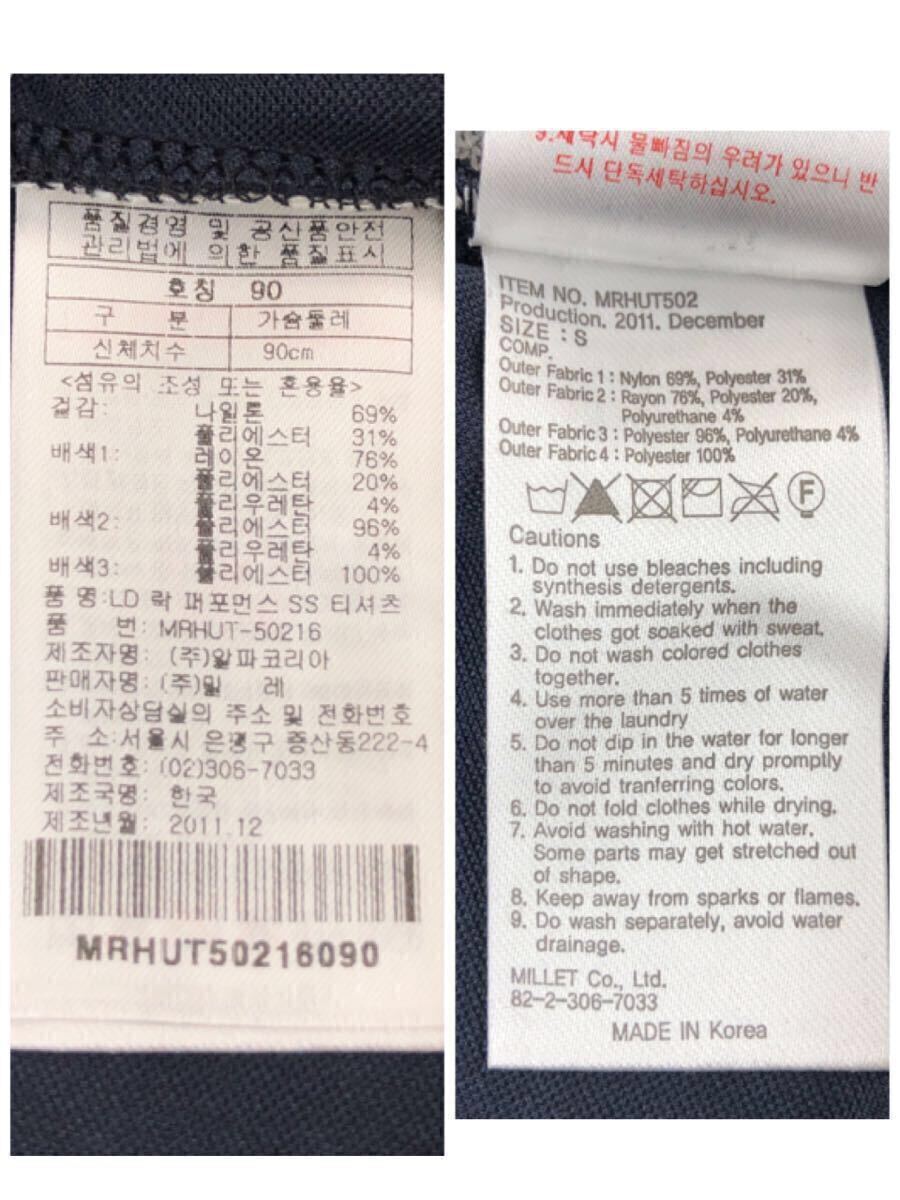 품질경영 및 공산품안전
관리법에 의한 품질표시
호칭 90
구 분 가슴둘레
신체치수 90cm
<섬유의 조성 또는 혼용율>
겉감: 나일론 69%
폴리에스터 31%
배색1: 레이온 76%
폴리에스터 20%
폴리우레탄 4%
배색2: 폴리에스터 96%
폴리우레탄 4%
배색3: 폴리에스터 100%
품 명:LD 락 퍼포먼스 SS 티셔츠
품 번: MRHUT-50216
제조자명: (주)알파코리아
판매자명: (주)밀 레
소비자상담실의 주소 및 전화번호
주 소:서울시 은평구 증산동222-4
전화번호: (02)306-7033
제조국명: 한국
제조년월: 2011.12
MRHUT50216090
9.세탁시 물빠짐의 우려가 있으니 반
드시 단독세탁하십시오.
ITEM NO. MRHUT502
Production. 2011. December
SIZE : S
COMP.
Outer Fabric 1 : Nylon 69%, Polyester 31%
Outer Fabric 2 : Rayon 76%, Polyester 20%,
Polyurethane 4%
Outer Fabric 3 : Polyester 96%, Polyurethane 4%
Outer Fabric 4 : Polyester 100%
F
Cautions
1. Do not use bleaches including
synthesis detergents.
2. Wash immediately when the
clothes got soaked with sweat.
3. Do not wash colored clothes
together.
4. Use more than 5 times of water
over the laundry
5. Do not dip in the water for longer
than 5 minutes and dry promptly
to avoid tranferring colors.
6. Do not fold clothes while drying.
7. Avoid washing with hot water.
Some parts may get stretched out
of shape.
8. Keep away from sparks or flames.
9. Do wash separately, avoid water
drainage.
MILLET Co., Ltd.
82-2-306-7033
MADE IN Korea